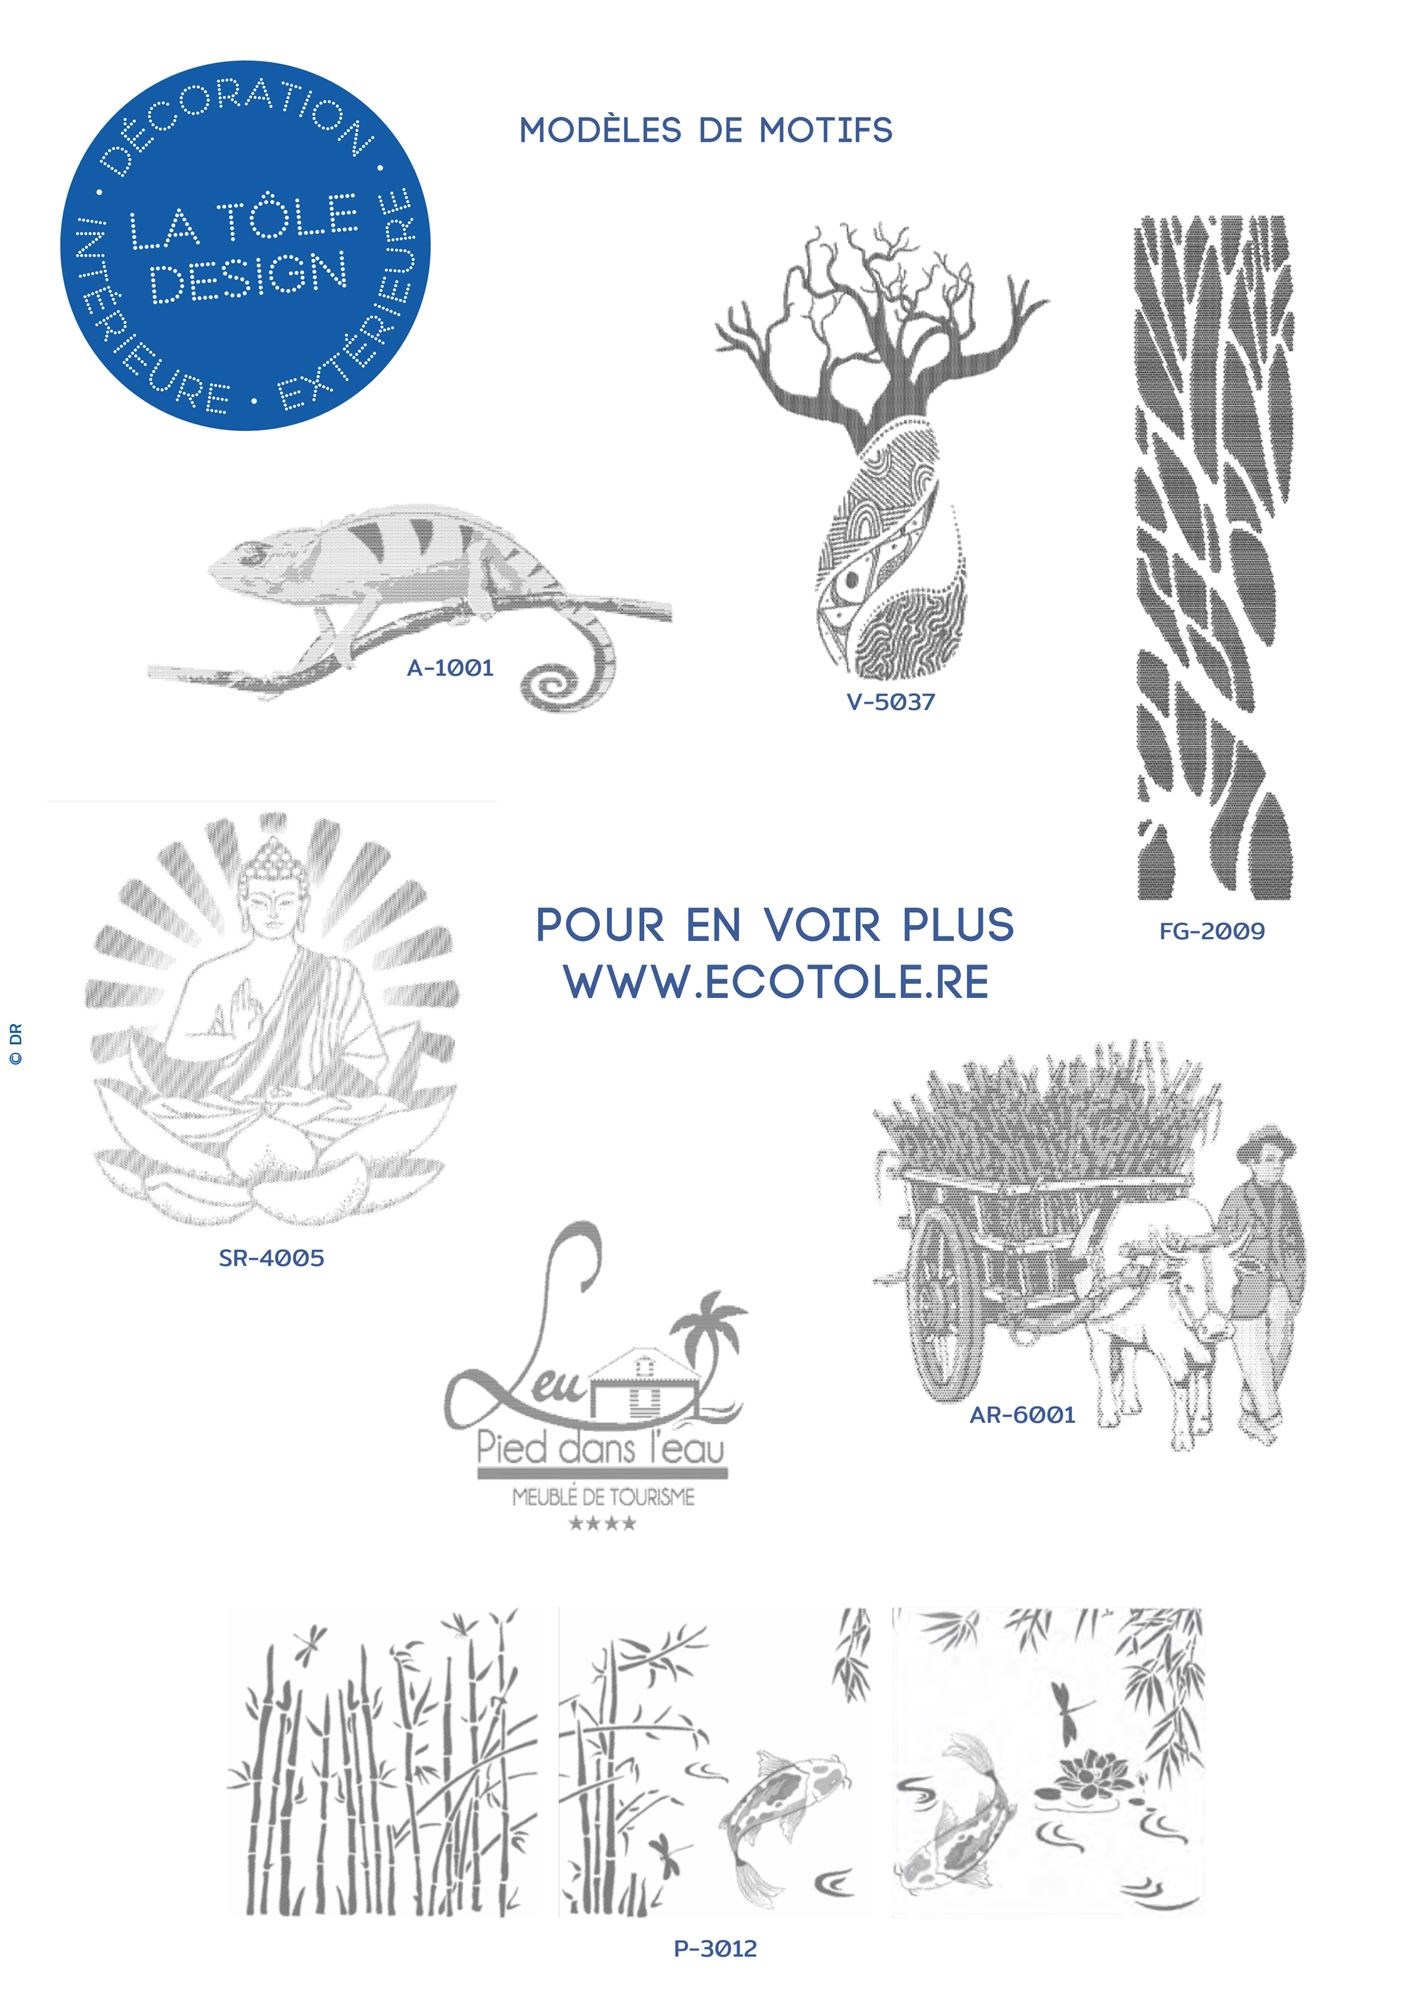 MODÈLES DE MOTIFS
DÉCORATION
LA TÔLE
DESIGN
INTÉRIEURE • EXTÉRIEURE
A-1001
V-5037
FG-2009
POUR EN VOIR PLUS
WWW.ECOTOLE.RE
© DR
SR-4005
AR-6001
Leu
Pied dans l'eau
MEUBLÉ DE TOURISME
★★★★
P-3012